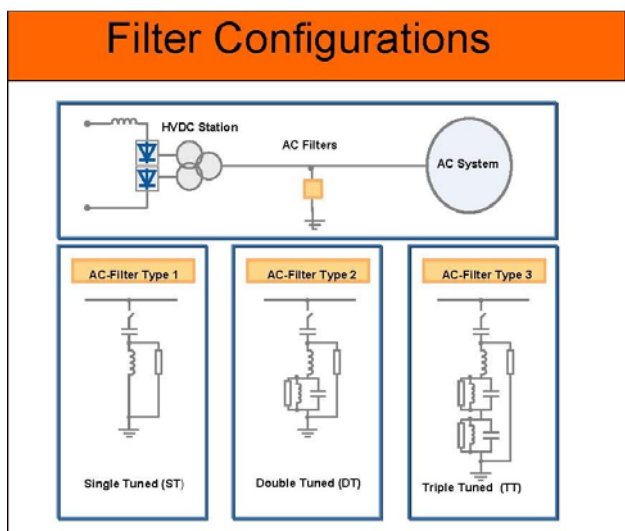 Filter Configurations
HVDC Station
AC Filters
AC System
AC-Filter Type 1
AC-Filter Type 2
AC-Filter Type 3
Single Tuned (ST)
Double Tuned (DT)
Triple Tuned (TT)